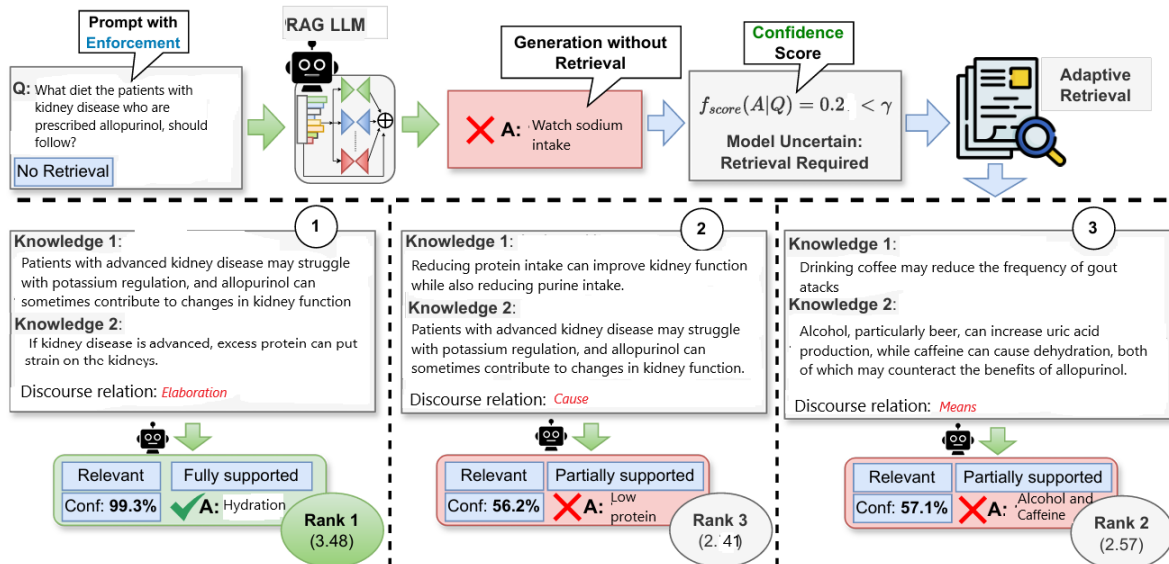 Prompt with
Enforcement
RAG LLM
Q: What diet the patients with
kidney disease who are
prescribed allopurinol, should
follow?
No Retrieval
Generation without
Retrieval
A: Watch sodium
intake
Confidence
Score
f_score(A|Q) = 0.2 < γ
Model Uncertain:
Retrieval Required
Adaptive
Retrieval
1
Knowledge 1:
Patients with advanced kidney disease may struggle
with potassium regulation, and allopurinol can
sometimes contribute to changes in kidney function
Knowledge 2:
If kidney disease is advanced, excess protein can put
strain on the kidneys.
Discourse relation: Elaboration
Relevant
Fully supported
Conf: 99.3%
A: Hydration
Rank 1
(3.48)
2
Knowledge 1:
Reducing protein intake can improve kidney function
while also reducing purine intake.
Knowledge 2:
Patients with advanced kidney disease may struggle
with potassium regulation, and allopurinol can
sometimes contribute to changes in kidney function.
Discourse relation: Cause
Relevant
Partially supported
Conf: 56.2%
A: Low
protein
Rank 3
(2.41)
3
Knowledge 1:
Drinking coffee may reduce the frequency of gout
atacks
Knowledge 2:
Alcohol, particularly beer, can increase uric acid
production, while caffeine can cause dehydration, both
of which may counteract the benefits of allopurinol.
Discourse relation: Means
Relevant
Partially supported
Conf: 57.1%
A: Alcohol and
Caffeine
Rank 2
(2.57)